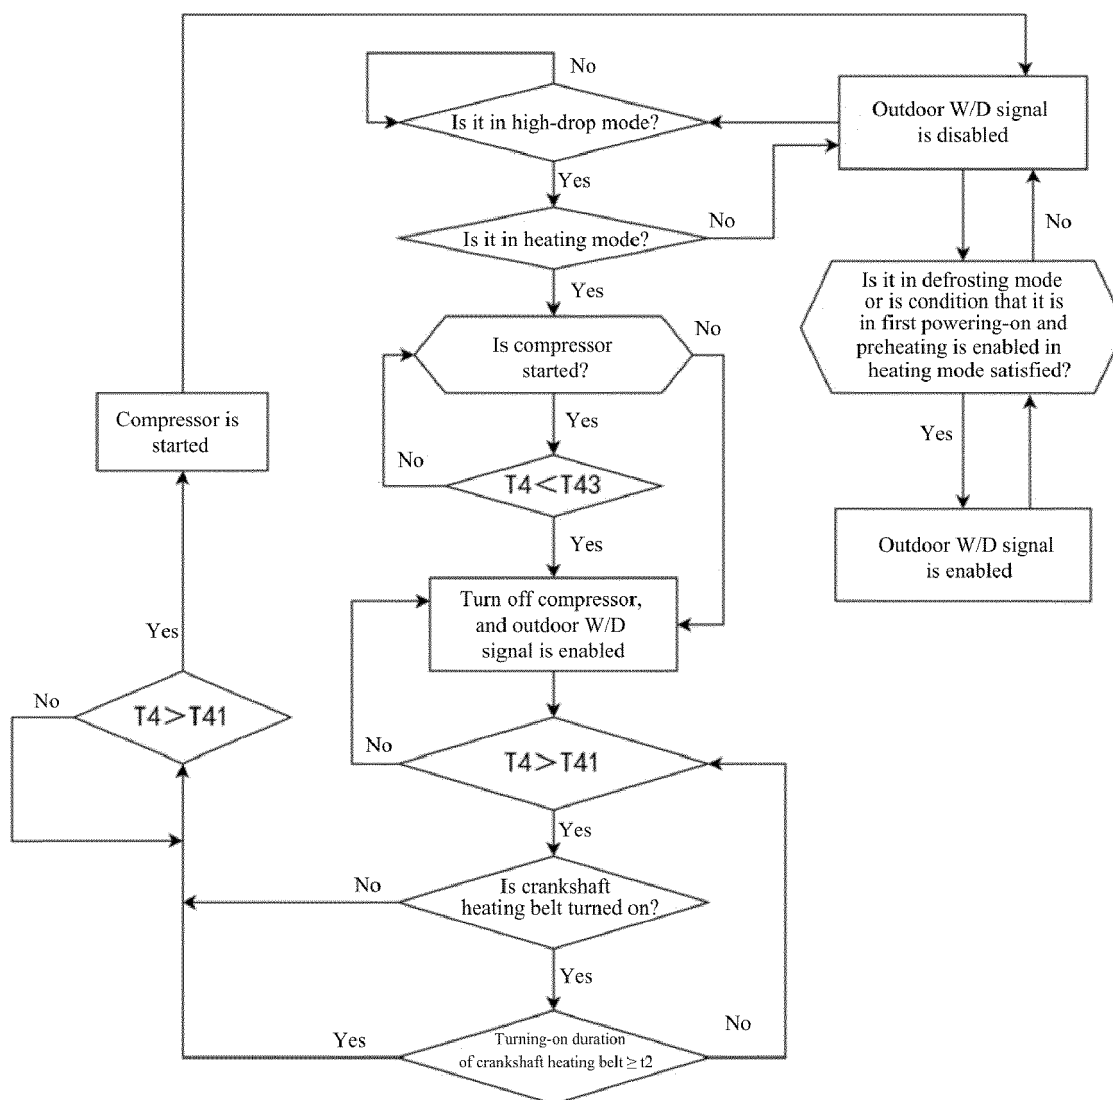 No
Is it in high-drop mode?
Outdoor W/D signal
is disabled
Yes
No
Is it in heating mode?
No
Yes
Is it in defrosting mode
or is condition that it is
in first powering-on and
preheating is enabled in
heating mode satisfied?
No
Is compressor
started?
Compressor is
started
Yes
Yes
No
T4<T43
Yes
Outdoor W/D signal
is enabled
Turn off compressor,
and outdoor W/D
signal is enabled
Yes
No
T4>T41
No
T4>T41
Yes
No
Is crankshaft
heating belt turned on?
Yes
Yes
No
Turning-on duration
of crankshaft heating belt ≥ t2